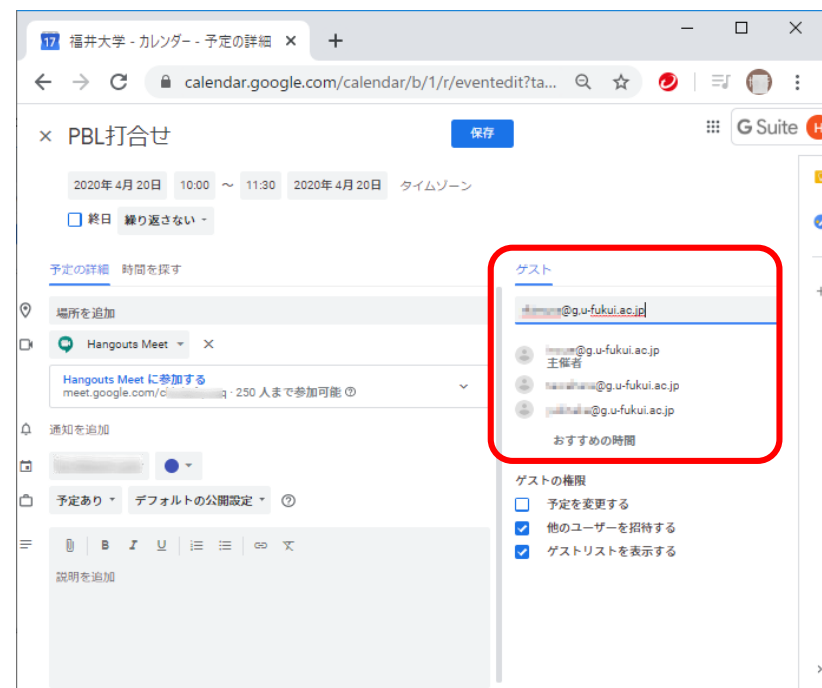 福井大学 - カレンダー - 予定の詳細
calendar.google.com/calendar/b/1/r/eventedit?ta...
PBL打合せ
保存
G Suite
H
2020年 4月 20日 10:00 ～ 11:30 2020年 4月 20日 タイムゾーン
終日 繰り返さない
予定の詳細 時間を探す
ゲスト
場所を追加
@g.u-fukui.ac.jp
Hangouts Meet
Hangouts Meet に参加する
meet.google.com/c q · 250 人まで参加可能
@g.u-fukui.ac.jp
主催者
@g.u-fukui.ac.jp
@g.u-fukui.ac.jp
おすすめの時間
通知を追加
予定あり デフォルトの公開設定
ゲストの権限
予定を変更する
他のユーザーを招待する
ゲストリストを表示する
B I U
説明を追加